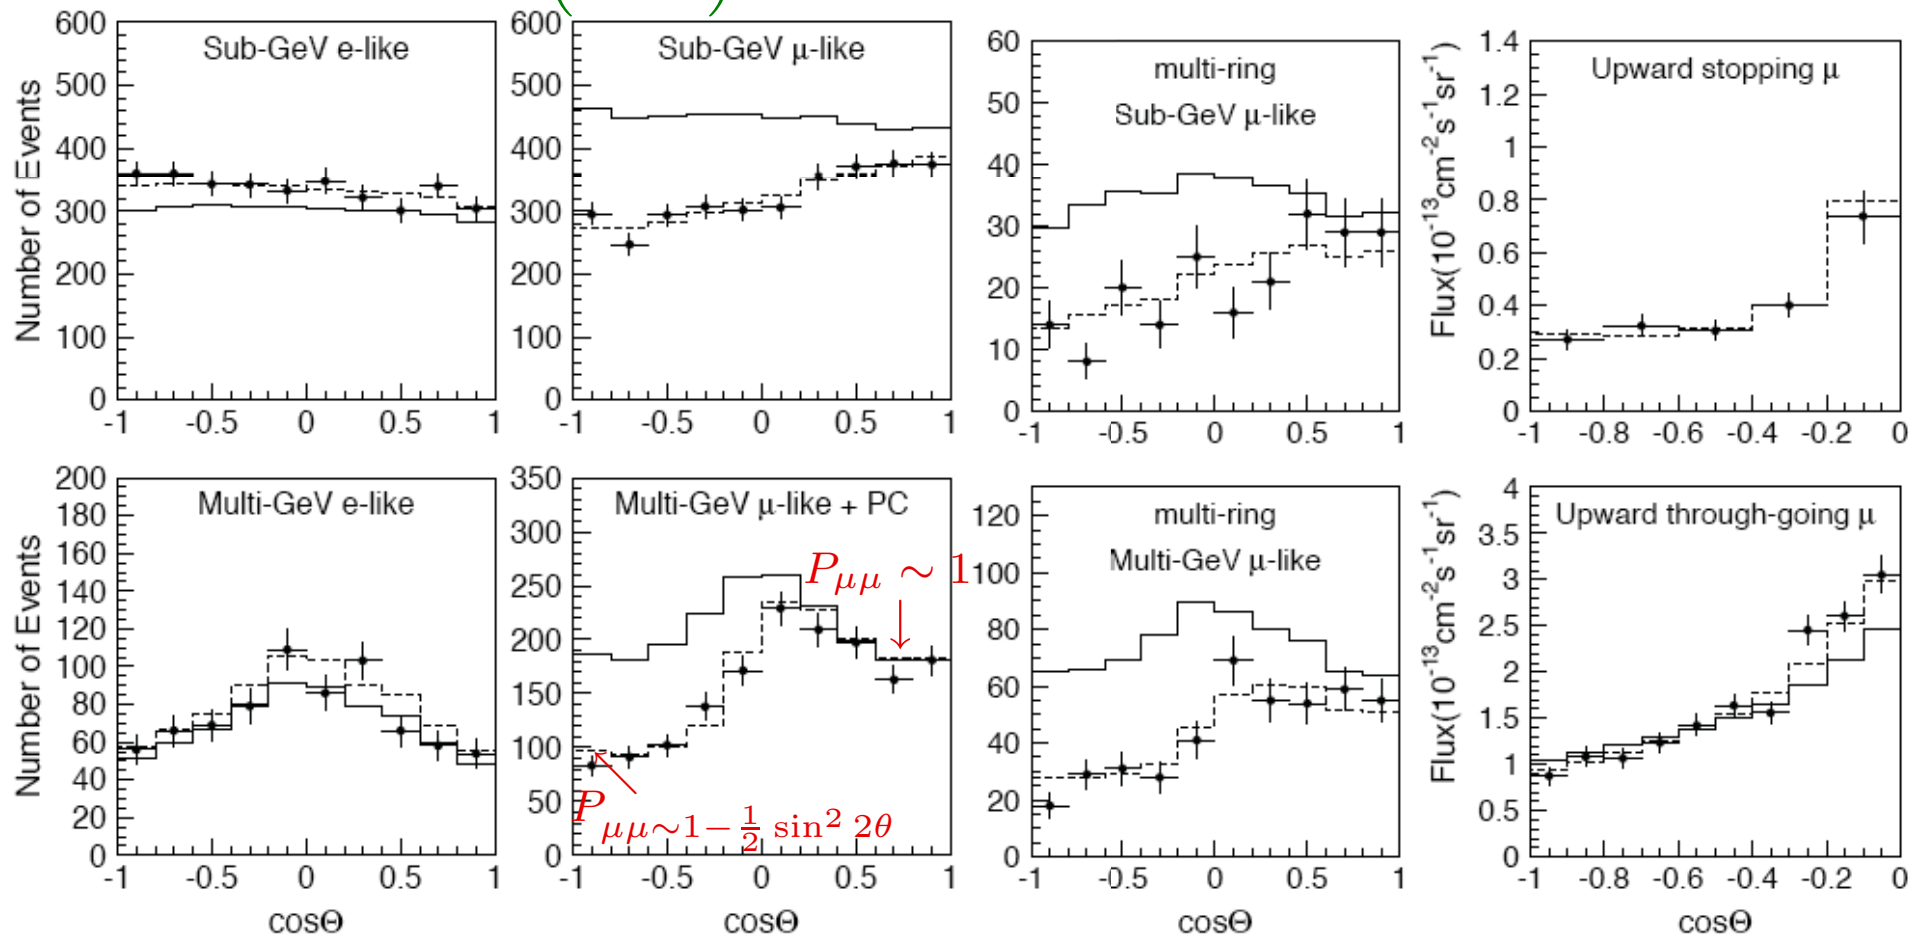 600
500
400
300
200
100
0
Number of Events
Sub-GeV e-like
-1 -0.5 0 0.5 1
600
500
400
300
200
100
0
Sub-GeV μ-like
-1 -0.5 0 0.5 1
60
50
40
30
20
10
0
multi-ring
Sub-GeV μ-like
-1 -0.5 0 0.5 1
1.4
1.2
1
0.8
0.6
0.4
0.2
0
Flux(10⁻¹³cm⁻²s⁻¹sr⁻¹)
Upward stopping μ
-1 -0.8 -0.6 -0.4 -0.2 0
200
180
160
140
120
100
80
60
40
20
0
Number of Events
Multi-GeV e-like
-1 -0.5 0 0.5 1
cosΘ
350
300
250
200
150
100
50
0
Multi-GeV μ-like + PC
P_{μμ} ∼ 1
P_{μμ∼1−½ sin² 2θ}
-1 -0.5 0 0.5 1
cosΘ
120
100
80
60
40
20
0
multi-ring
Multi-GeV μ-like
-1 -0.5 0 0.5 1
cosΘ
4
3.5
3
2.5
2
1.5
1
0.5
0
Flux(10⁻¹³cm⁻²s⁻¹sr⁻¹)
Upward through-going μ
-1 -0.8 -0.6 -0.4 -0.2 0
cosΘ